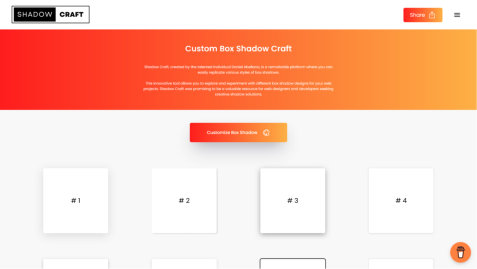 SHADOW CRAFT
Share
Custom Box Shadow Craft
Shadow Craft, created by the talented individual Sandal Madusha, is a remarkable platform where you can
easily replicate various styles of box shadows.
This innovative tool allows you to explore and experiment with different box shadow designs for your web
projects. Shadow Craft was promising to be a valuable resource for web designers and developers seeking
creative shadow solutions.
Customize Box Shadow
# 1
# 2
# 3
# 4